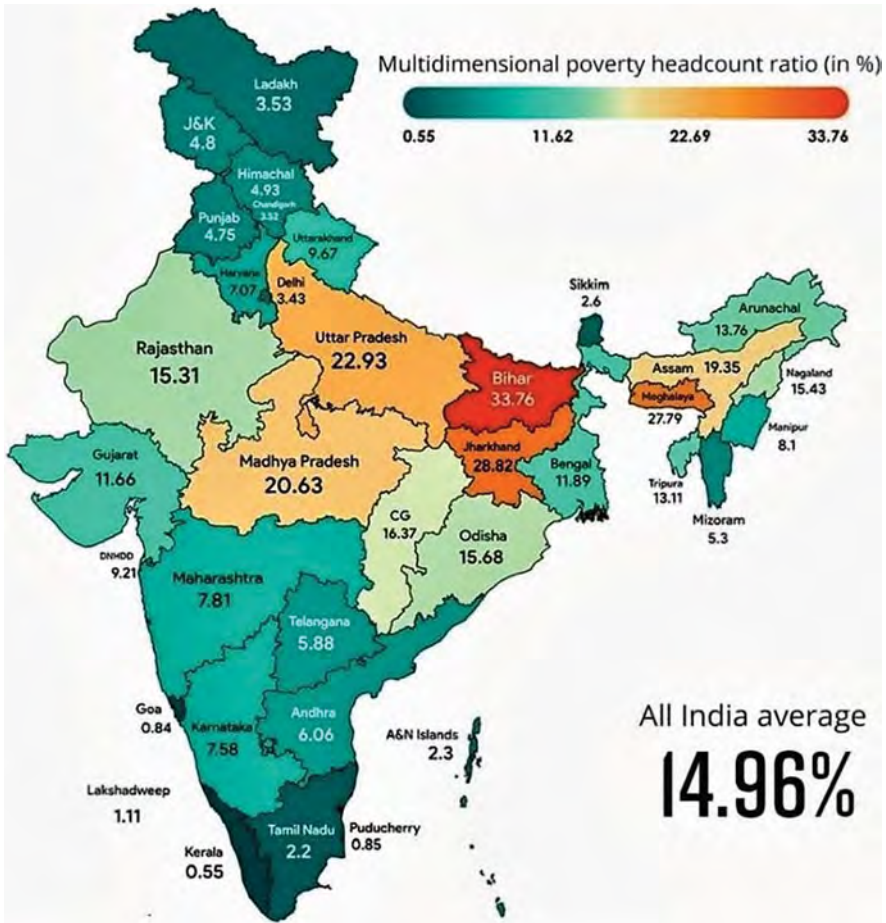 Multidimensional poverty headcount ratio (in %)
0.55 11.62 22.69 33.76
Ladakh
3.53
J&K
4.8
Himachal
4.93
Chandigarh
3.52
Punjab
4.75
Uttarakhand
9.67
Haryana
7.07
Delhi
3.43
Sikkim
2.6
Arunachal
13.76
Rajasthan
15.31
Uttar Pradesh
22.93
Bihar
33.76
Assam 19.35
Nagaland
15.43
Meghalaya
27.79
Manipur
8.1
Jharkhand
28.82
Gujarat
11.66
Madhya Pradesh
20.63
Bengal
11.89
Tripura
13.11
Mizoram
5.3
CG
16.37
Odisha
15.68
DNHDD
9.21
Maharashtra
7.81
Telangana
5.88
Goa
0.84
Karnataka
7.58
Andhra
6.06
A&N Islands
2.3
All India average
14.96%
Lakshadweep
1.11
Tamil Nadu
2.2
Puducherry
0.85
Kerala
0.55